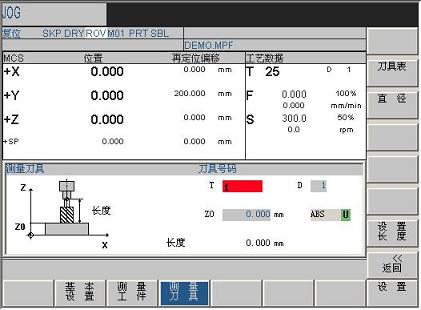 JOG
复位 SKP DRY ROV M01 PRT SBL
DEMO.MPF
MCS 位置 再定位偏移 工艺数据
+X 0.000 0.000 mm T 25 D 1
+Y 0.000 200.000 mm F 0.000 100%
0.000 mm/min
+Z 0.000 0.000 mm S 300.0 50%
0.0 rpm
+SP 0.000 0.000
测量刀具 刀具号码
T 1 D 1
Z0 0.000 mm ABS U
长度 0.000 mm
Z
长度
Z0
X
刀具表
直 径
设 置
长 度
<<
返回
基 本
设 置
测 量
工 件
测 量
刀 具
设 置